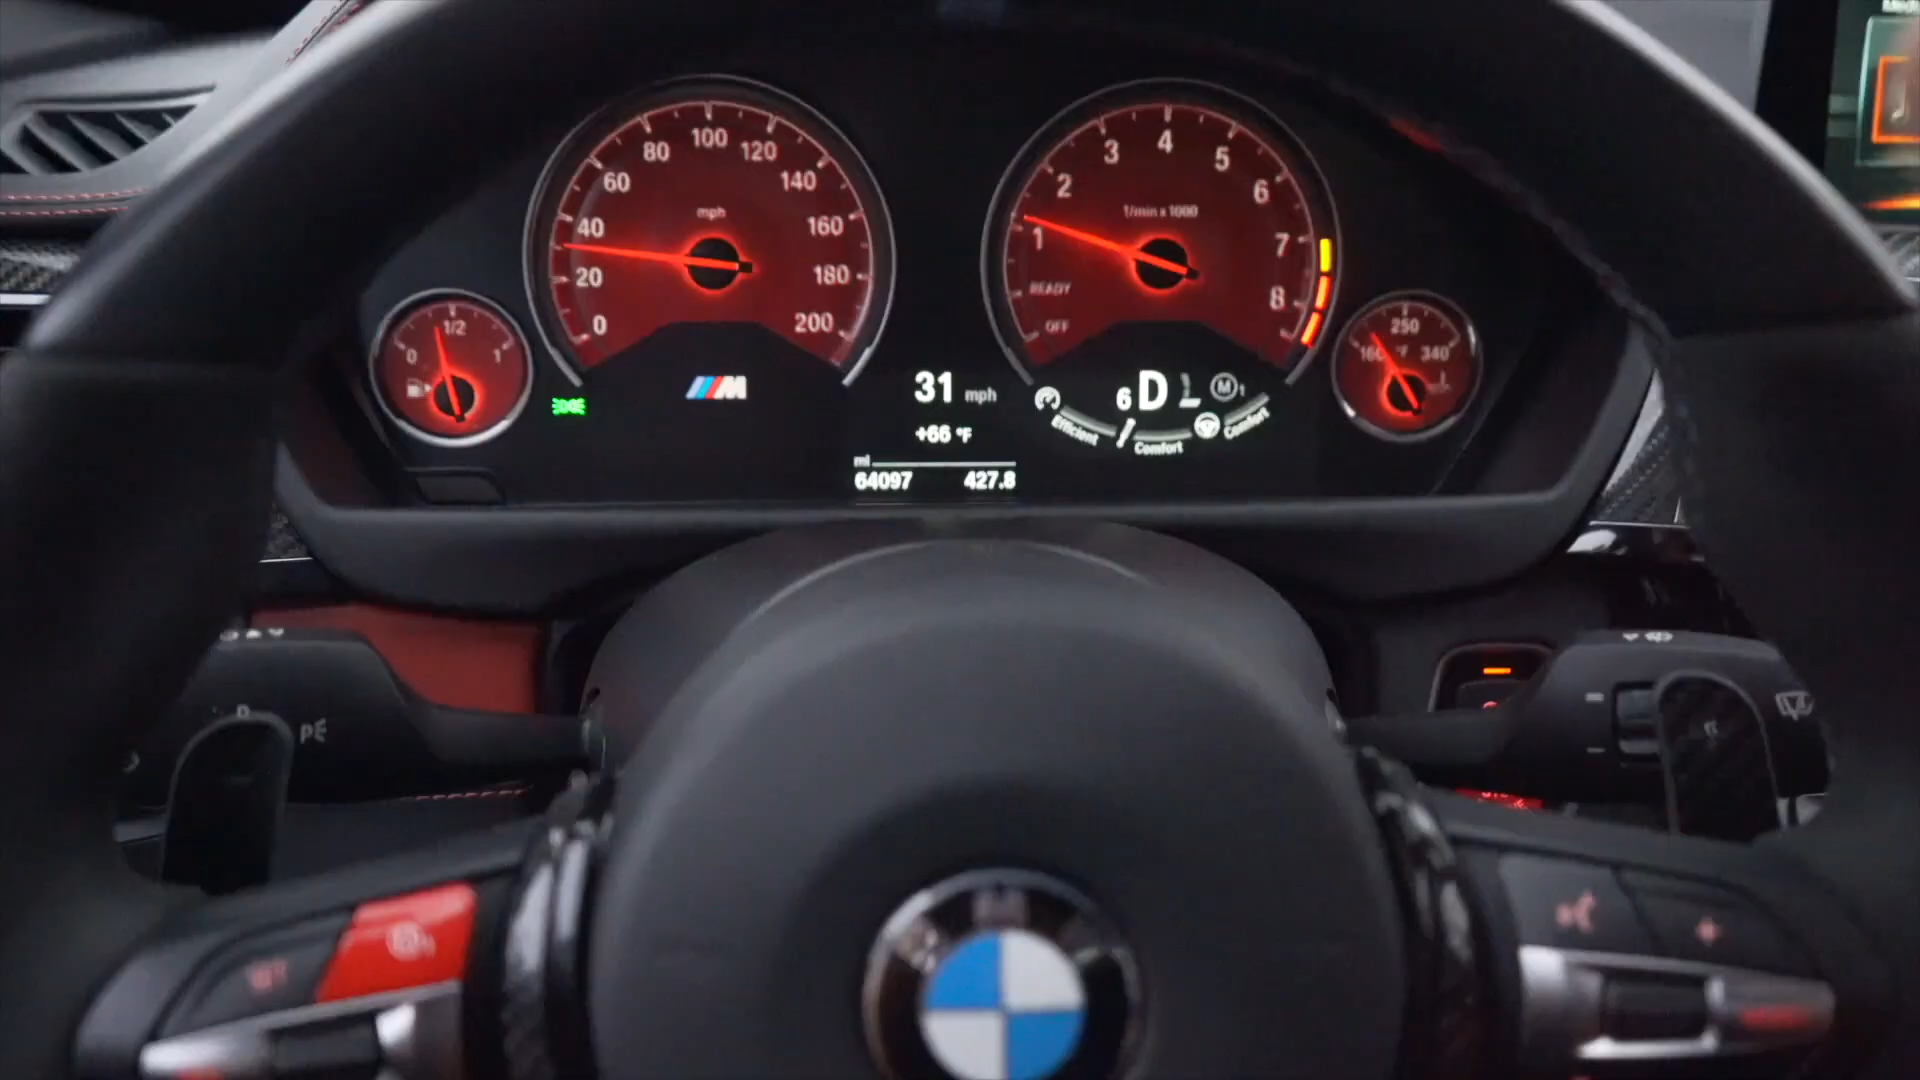 0
20
40
60
80
100
120
140
160
180
200
mph
0
1/2
1
M
31 mph
+66 °F
mi
64097 427.8
OFF
READY
1
2
3
4
5
6
7
8
1/min x 1000
6 D M1
Efficient
Comfort
Comfort
160 250 340
°F
P